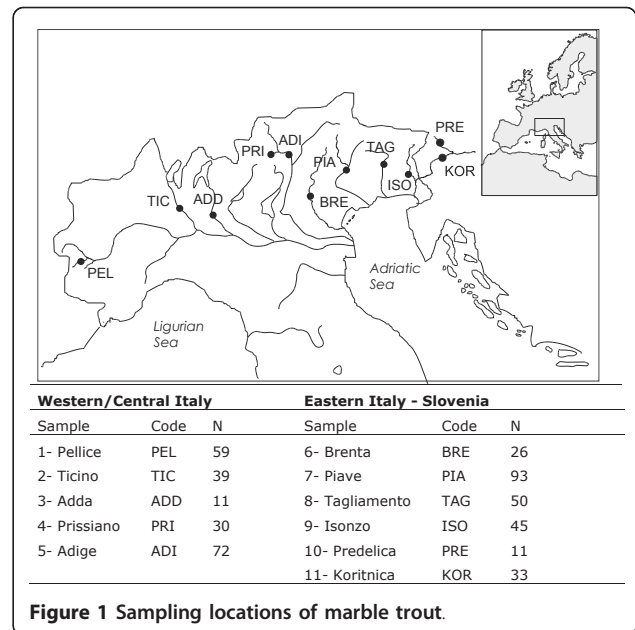 PRE
ADI
TAG
PRI
PIA
KOR
ISO
TIC
ADD
BRE
PEL
Adriatic
Sea
Ligurian
Sea
Western/Central Italy Eastern Italy - Slovenia
Sample Code N Sample Code N
1- Pellice PEL 59 6- Brenta BRE 26
2- Ticino TIC 39 7- Piave PIA 93
3- Adda ADD 11 8- Tagliamento TAG 50
4- Prissiano PRI 30 9- Isonzo ISO 45
5- Adige ADI 72 10- Predelica PRE 11
11- Koritnica KOR 33
Figure 1 Sampling locations of marble trout.